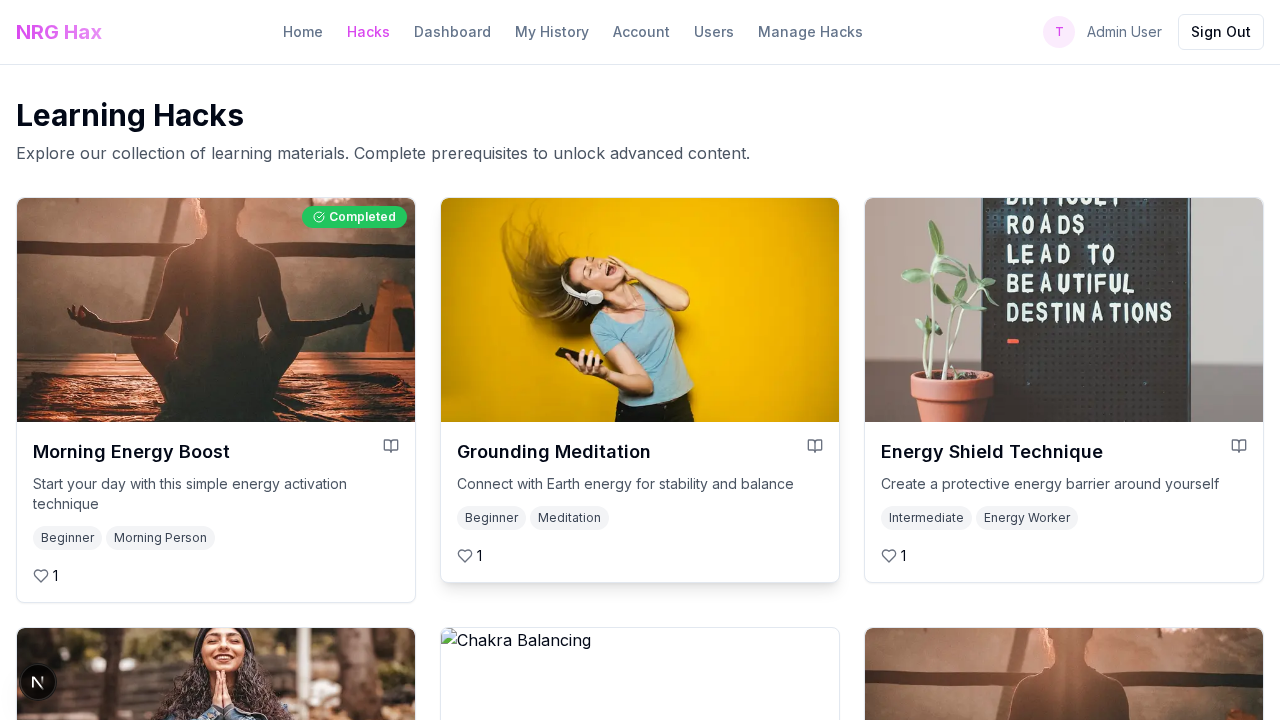 NRG Hax
Home
Hacks
Dashboard
My History
Account
Users
Manage Hacks
T
Admin User
Sign Out
Learning Hacks
Explore our collection of learning materials. Complete prerequisites to unlock advanced content.
Completed
DIFFICULT
ROADS
LEAD TO
BEAUTIFUL
DESTINATIONS
Morning Energy Boost
Start your day with this simple energy activation
technique
Beginner
Morning Person
1
Grounding Meditation
Connect with Earth energy for stability and balance
Beginner
Meditation
1
Energy Shield Technique
Create a protective energy barrier around yourself
Intermediate
Energy Worker
1
Chakra Balancing
N